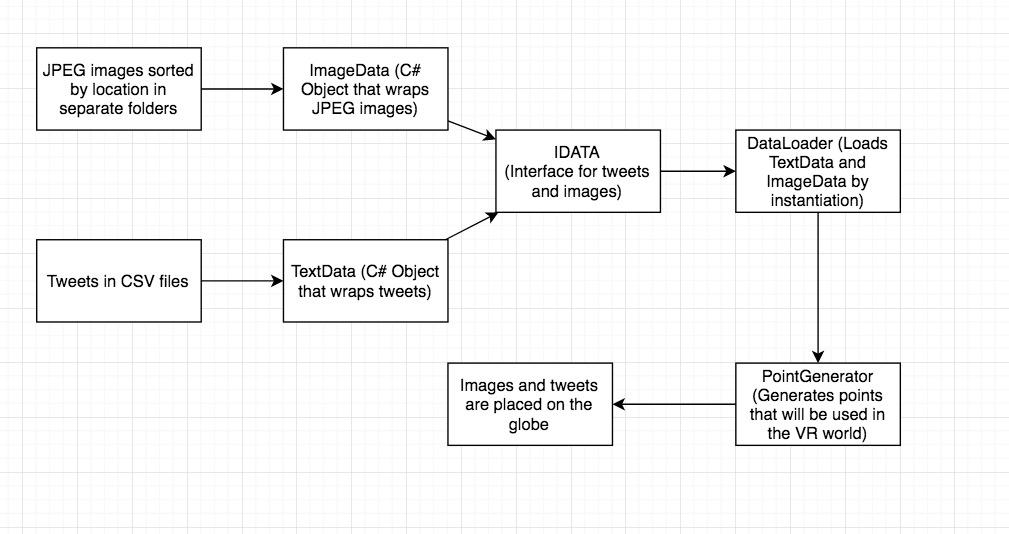 JPEG images sorted
by location in
separate folders
ImageData (C#
Object that wraps
JPEG images)
IDATA
(Interface for tweets
and images)
DataLoader (Loads
TextData and
ImageData by
instantiation)
Tweets in CSV files
TextData (C# Object
that wraps tweets)
PointGenerator
(Generates points
that will be used in
the VR world)
Images and tweets
are placed on the
globe